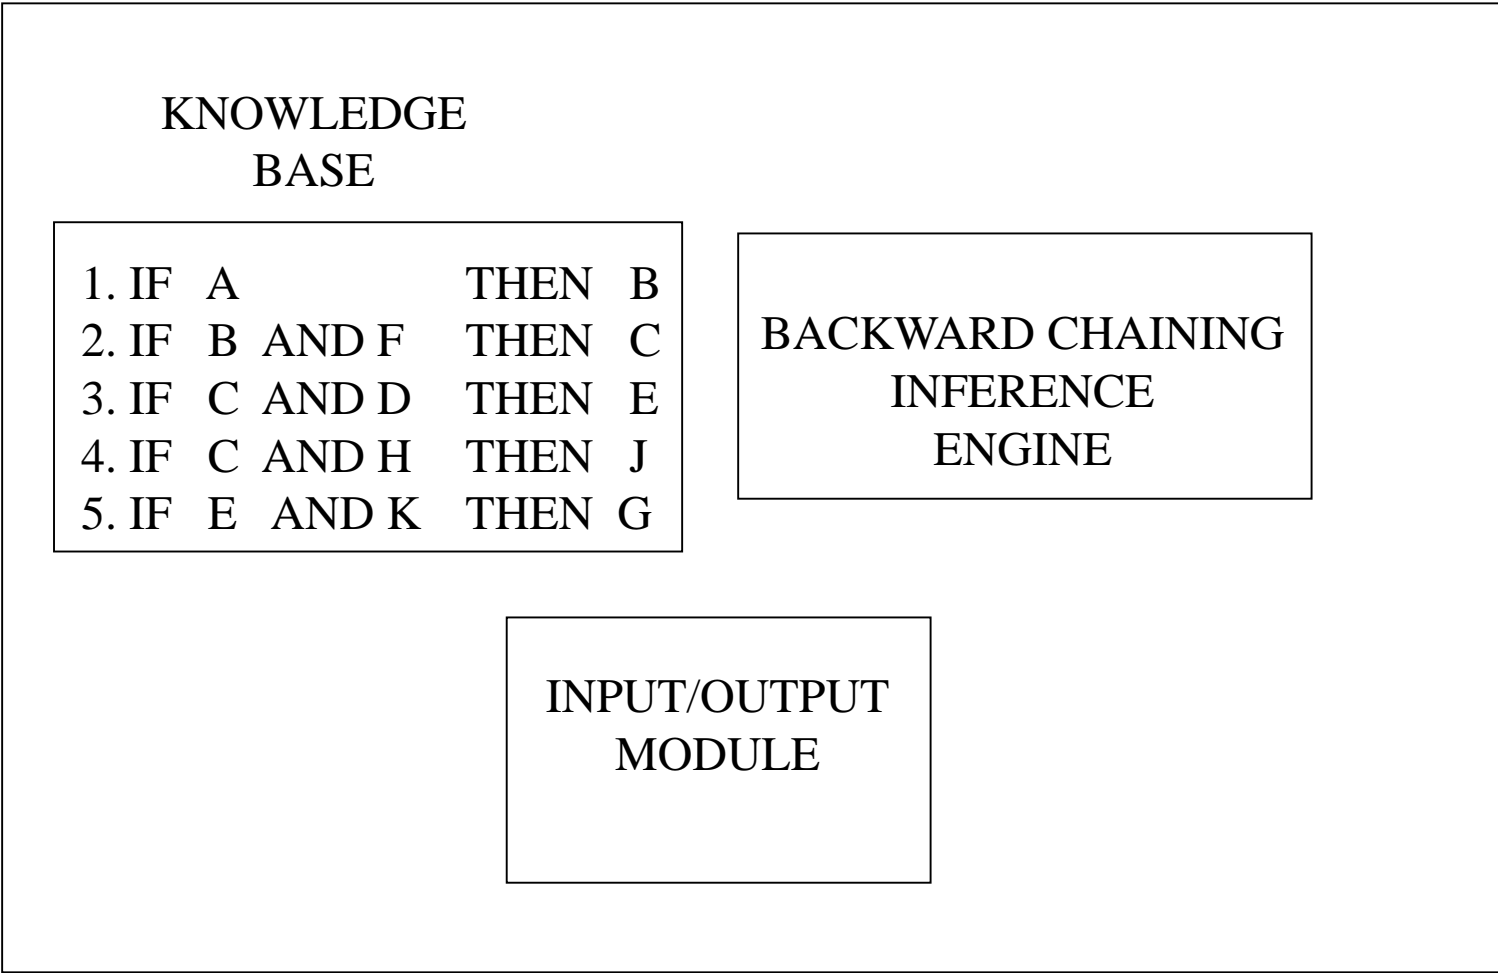 KNOWLEDGE
BASE
1. IF A THEN B
2. IF B AND F THEN C
3. IF C AND D THEN E
4. IF C AND H THEN J
5. IF E AND K THEN G
BACKWARD CHAINING
INFERENCE
ENGINE
INPUT/OUTPUT
MODULE